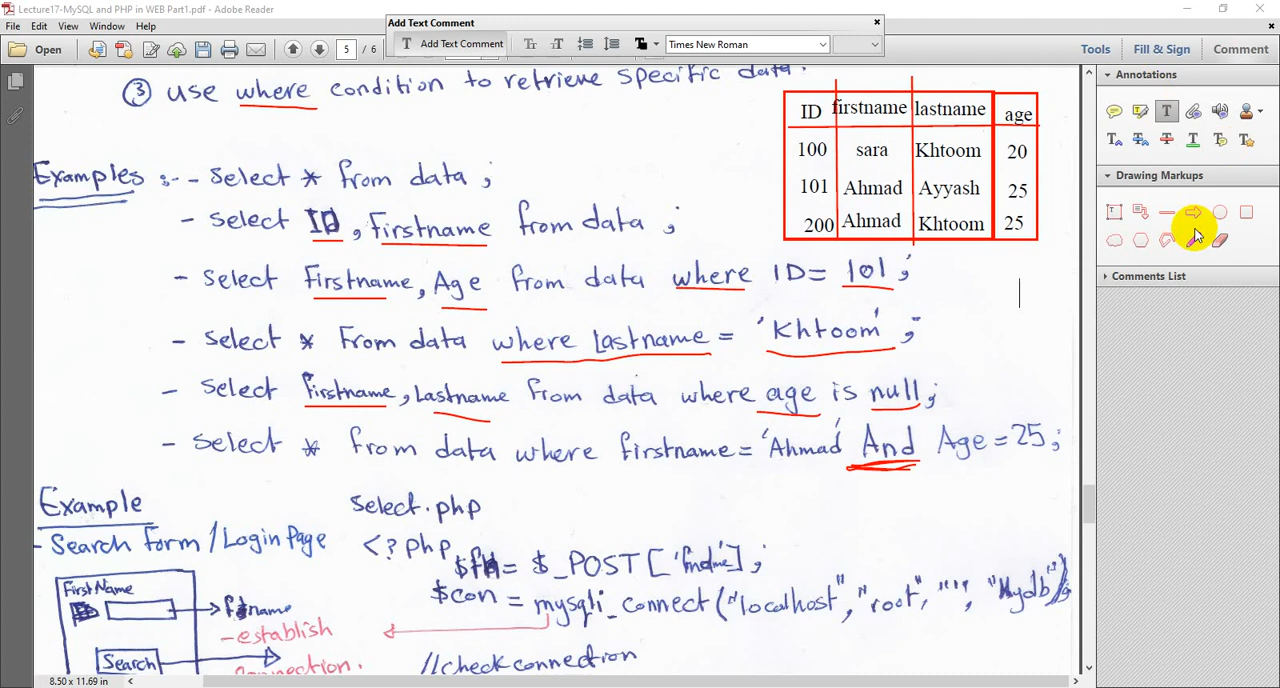 Lecture17-MySQL and PHP in WEB Part1.pdf - Adobe Reader
File Edit View Window Help
Add Text Comment
Open 5 / 6 T Add Text Comment Times New Roman
Tools Fill & Sign Comment
③ use where condition to retrieve specific data.
ID firstname lastname age
100 sara Khtoom 20
101 Ahmad Ayyash 25
200 Ahmad Khtoom 25
Examples :- - Select * from data ;
- Select ID , Firstname from data ;
- Select Firstname, Age from data where ID= 101 ;
- Select * From data where Lastname = 'Khtoom' ;
- Select firstname, Lastname from data where age is null ;
- Select * from data where firstname = 'Ahmad' And Age = 25 ;
Example
Select.php
- Search form / Login Page
<?php
= $_POST [ ' '] ;
$con = mysqli_connect ("localhost", "root", "", "Mydb");
FirstName
name
- establish
connection.
Search
//check connection
Annotations
Drawing Markups
Comments List
8.50 x 11.69 in